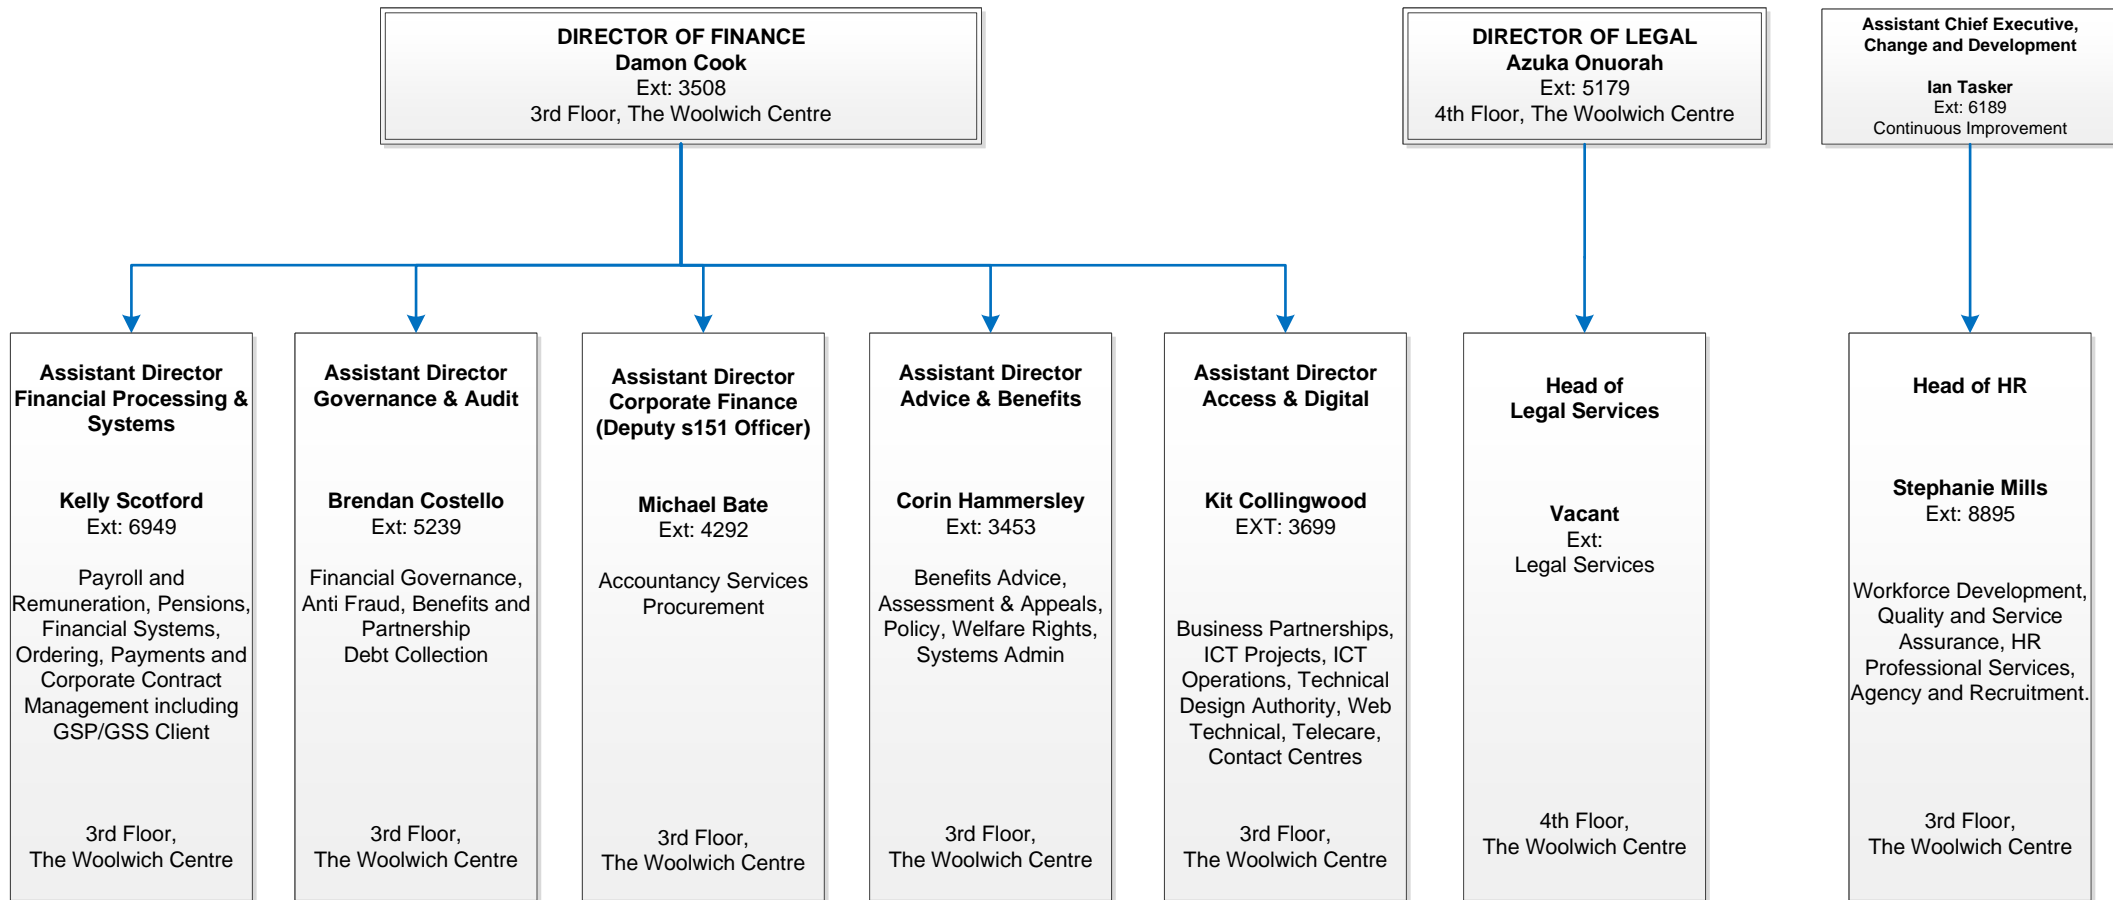 DIRECTOR OF FINANCE
Damon Cook
Ext: 3508
3rd Floor, The Woolwich Centre
DIRECTOR OF LEGAL
Azuka Onuorah
Ext: 5179
4th Floor, The Woolwich Centre
Assistant Chief Executive,
Change and Development
Ian Tasker
Ext: 6189
Continuous Improvement
Assistant Director
Financial Processing &
Systems
Kelly Scotford
Ext: 6949
Payroll and
Remuneration, Pensions,
Financial Systems,
Ordering, Payments and
Corporate Contract
Management including
GSP/GSS Client
3rd Floor,
The Woolwich Centre
Assistant Director
Governance & Audit
Brendan Costello
Ext: 5239
Financial Governance,
Anti Fraud, Benefits and
Partnership
Debt Collection
3rd Floor,
The Woolwich Centre
Assistant Director
Corporate Finance
(Deputy s151 Officer)
Michael Bate
Ext: 4292
Accountancy Services
Procurement
3rd Floor,
The Woolwich Centre
Assistant Director
Advice & Benefits
Corin Hammersley
Ext: 3453
Benefits Advice,
Assessment & Appeals,
Policy, Welfare Rights,
Systems Admin
3rd Floor,
The Woolwich Centre
Assistant Director
Access & Digital
Kit Collingwood
EXT: 3699
Business Partnerships,
ICT Projects, ICT
Operations, Technical
Design Authority, Web
Technical, Telecare,
Contact Centres
3rd Floor,
The Woolwich Centre
Head of
Legal Services
Vacant
Ext:
Legal Services
4th Floor,
The Woolwich Centre
Head of HR
Stephanie Mills
Ext: 8895
Workforce Development,
Quality and Service
Assurance, HR
Professional Services,
Agency and Recruitment.
3rd Floor,
The Woolwich Centre